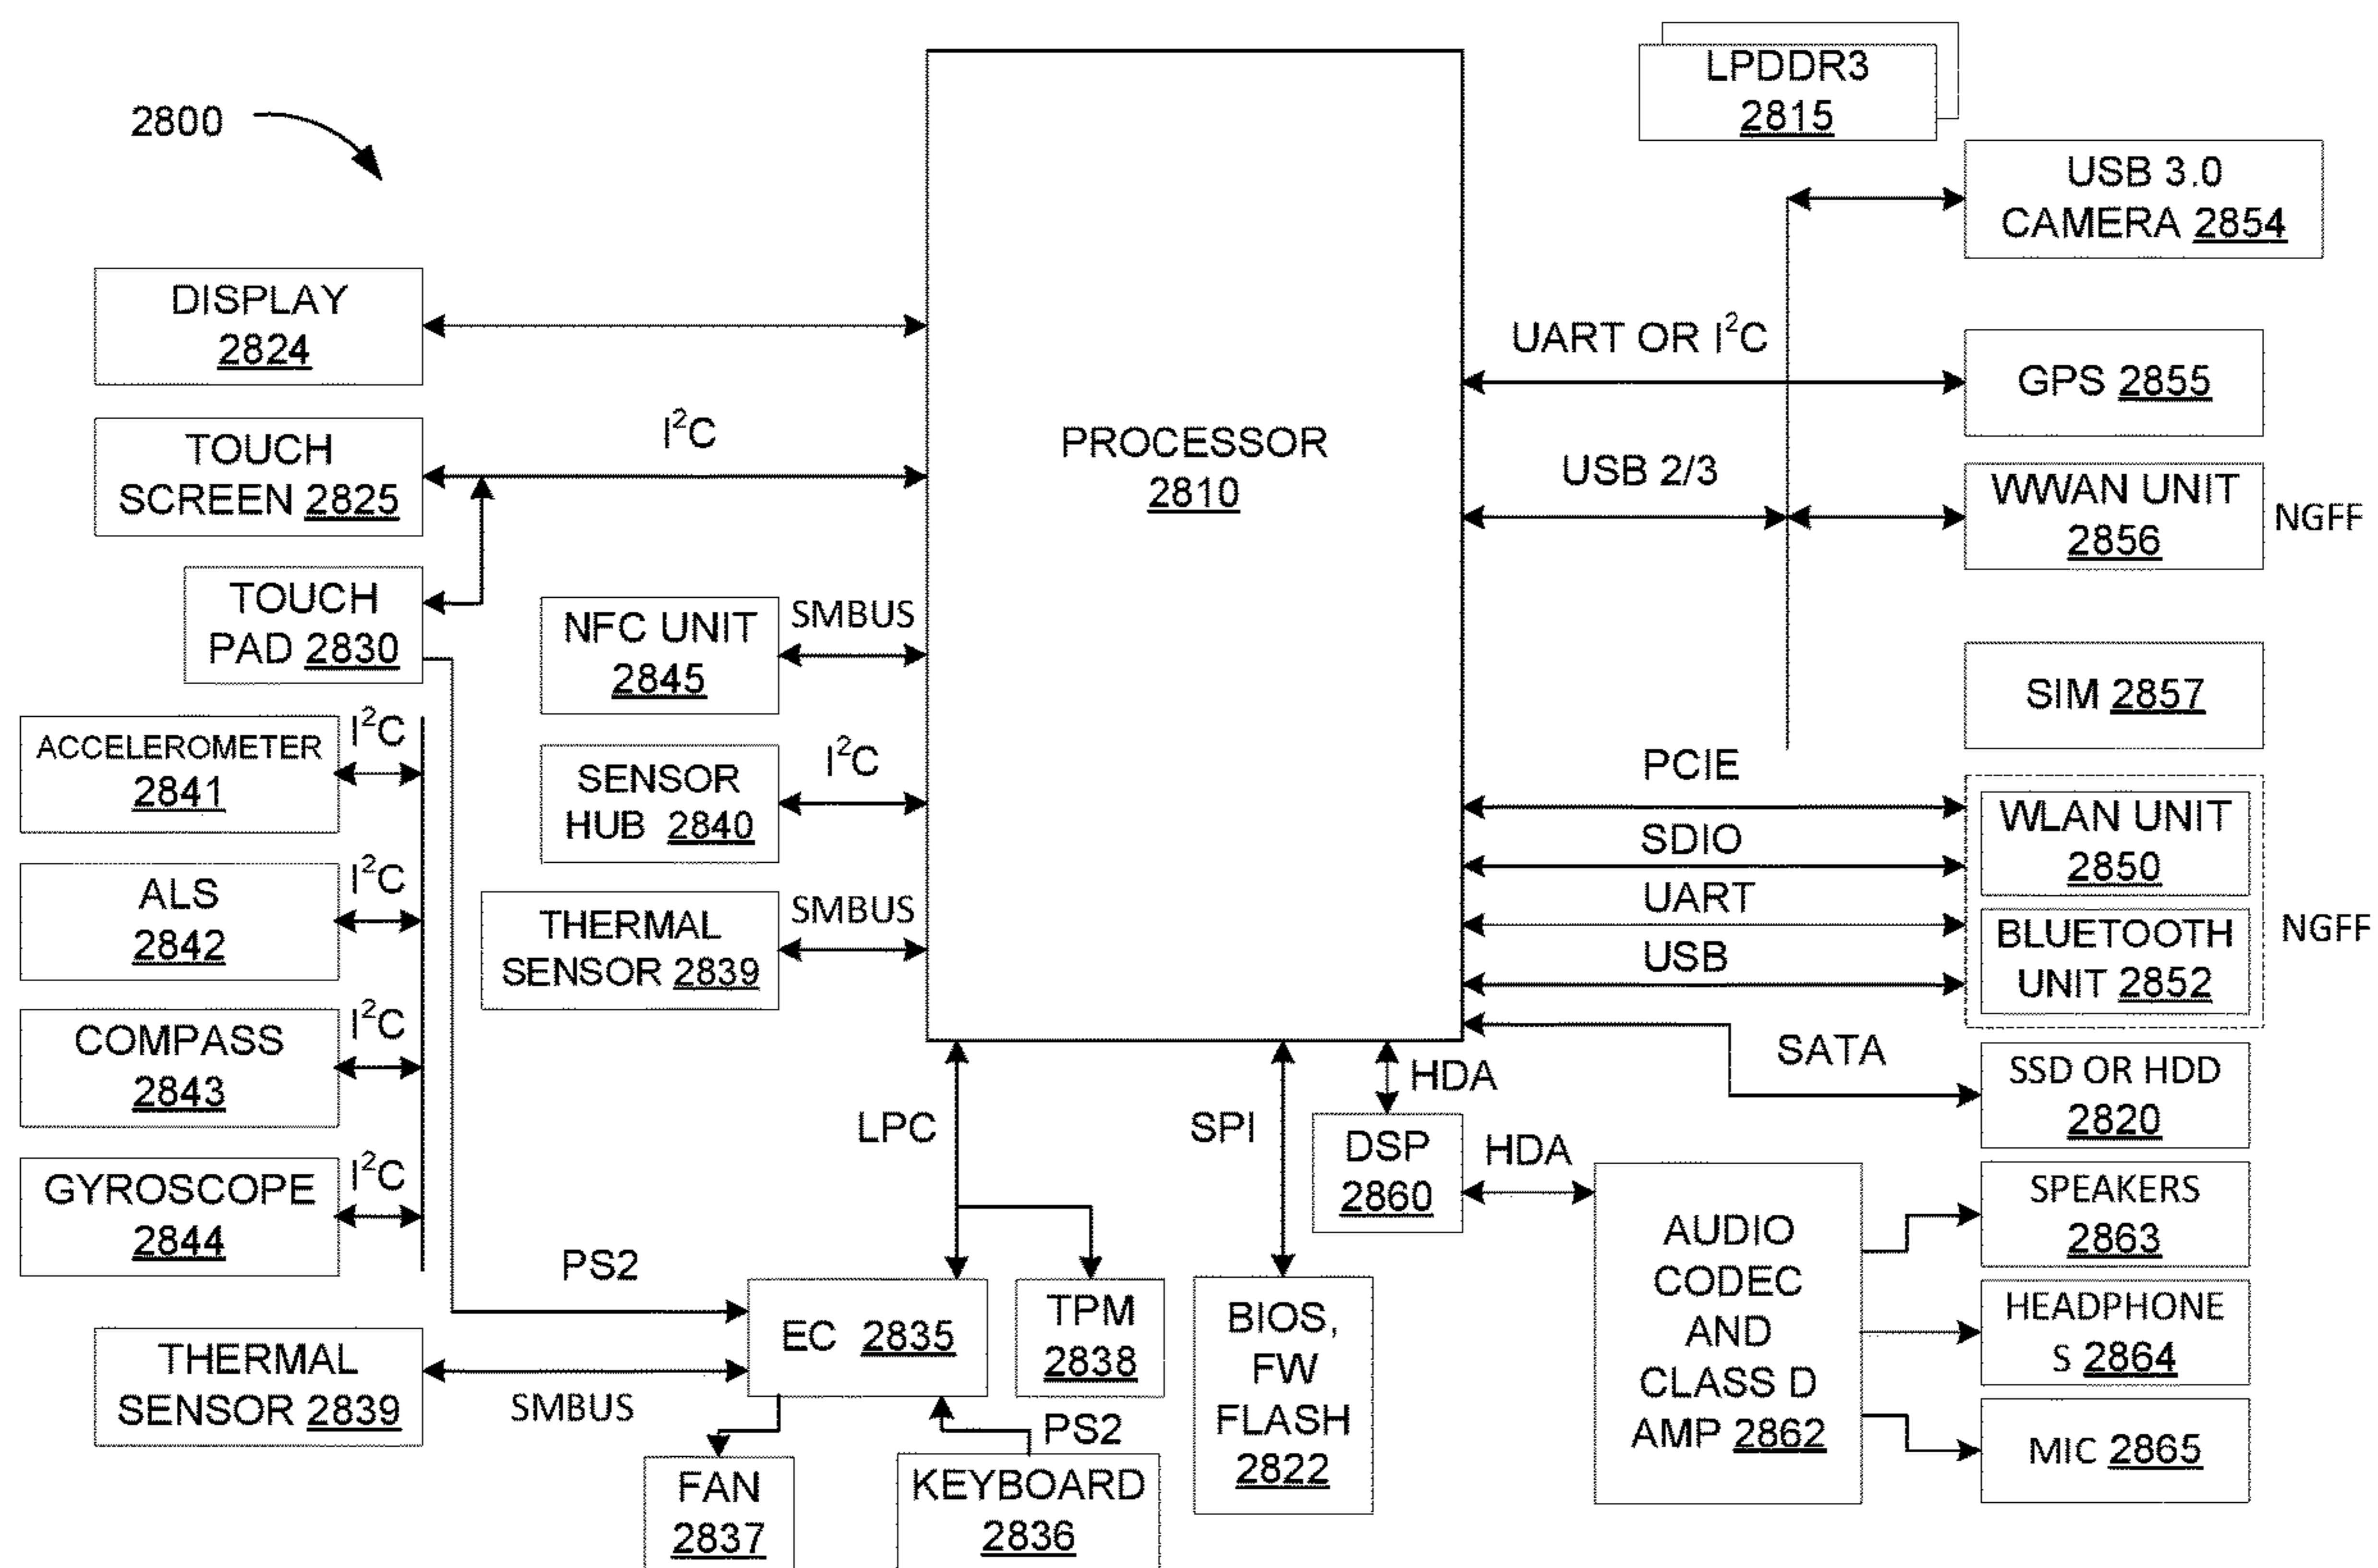 2800
PROCESSOR
2810
LPDDR3
2815
USB 3.0
CAMERA 2854
DISPLAY
2824
UART OR I²C
GPS 2855
TOUCH
SCREEN 2825
I²C
USB 2/3
WWAN UNIT
2856
NGFF
TOUCH
PAD 2830
NFC UNIT
2845
SMBUS
SIM 2857
ACCELEROMETER
2841
I²C
SENSOR
HUB 2840
I²C
PCIE
SDIO
UART
USB
WLAN UNIT
2850
BLUETOOTH
UNIT 2852
NGFF
ALS
2842
I²C
THERMAL
SENSOR 2839
SMBUS
COMPASS
2843
I²C
SATA
SSD OR HDD
2820
GYROSCOPE
2844
I²C
LPC
SPI
HDA
DSP
2860
HDA
AUDIO
CODEC
AND
CLASS D
AMP 2862
SPEAKERS
2863
HEADPHONE
S 2864
MIC 2865
PS2
EC 2835
TPM
2838
BIOS,
FW
FLASH
2822
THERMAL
SENSOR 2839
SMBUS
FAN
2837
PS2
KEYBOARD
2836